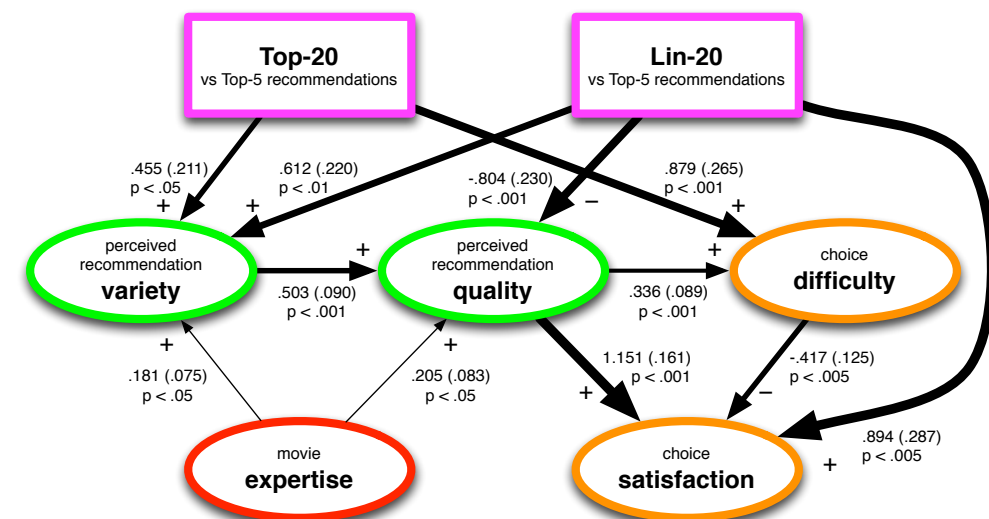 Top-20
vs Top-5 recommendations
Lin-20
vs Top-5 recommendations
.455 (.211)
p < .05
+
.612 (.220)
p < .01
+
-.804 (.230)
p < .001
−
.879 (.265)
p < .001
+
perceived
recommendation
variety
+
.503 (.090)
p < .001
perceived
recommendation
quality
+
.336 (.089)
p < .001
choice
difficulty
+
.181 (.075)
p < .05
+
.205 (.083)
p < .05
1.151 (.161)
p < .001
+
-.417 (.125)
p < .005
−
movie
expertise
choice
satisfaction
.894 (.287)
p < .005
+